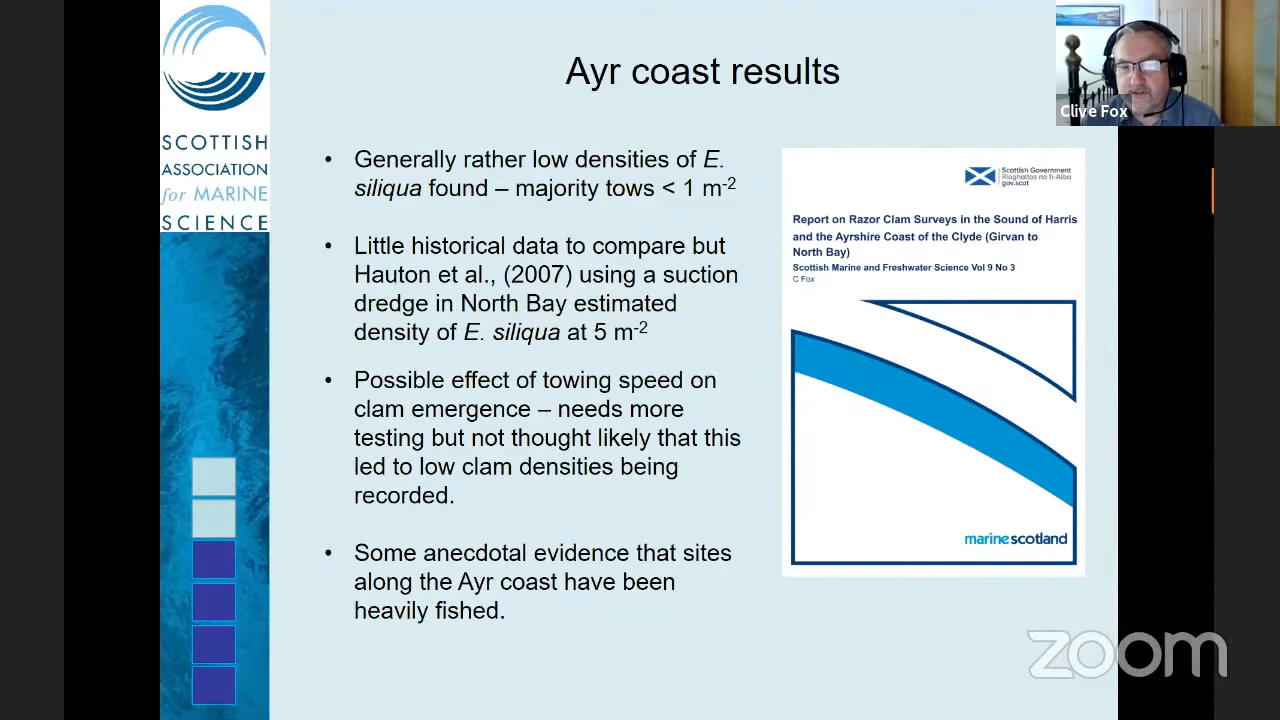 SCOTTISH
ASSOCIATION
for MARINE
SCIENCE
Ayr coast results
Clive Fox
• Generally rather low densities of E.
siliqua found – majority tows < 1 m-2
• Little historical data to compare but
Hauton et al., (2007) using a suction
dredge in North Bay estimated
density of E. siliqua at 5 m-2
• Possible effect of towing speed on
clam emergence – needs more
testing but not thought likely that this
led to low clam densities being
recorded.
• Some anecdotal evidence that sites
along the Ayr coast have been
heavily fished.
Scottish Government
Riaghaltas na h-Alba
gov.scot
Report on Razor Clam Surveys in the Sound of Harris
and the Ayrshire Coast of the Clyde (Girvan to
North Bay)
Scottish Marine and Freshwater Science Vol 9 No 3
C Fox
marinescotland
zoom